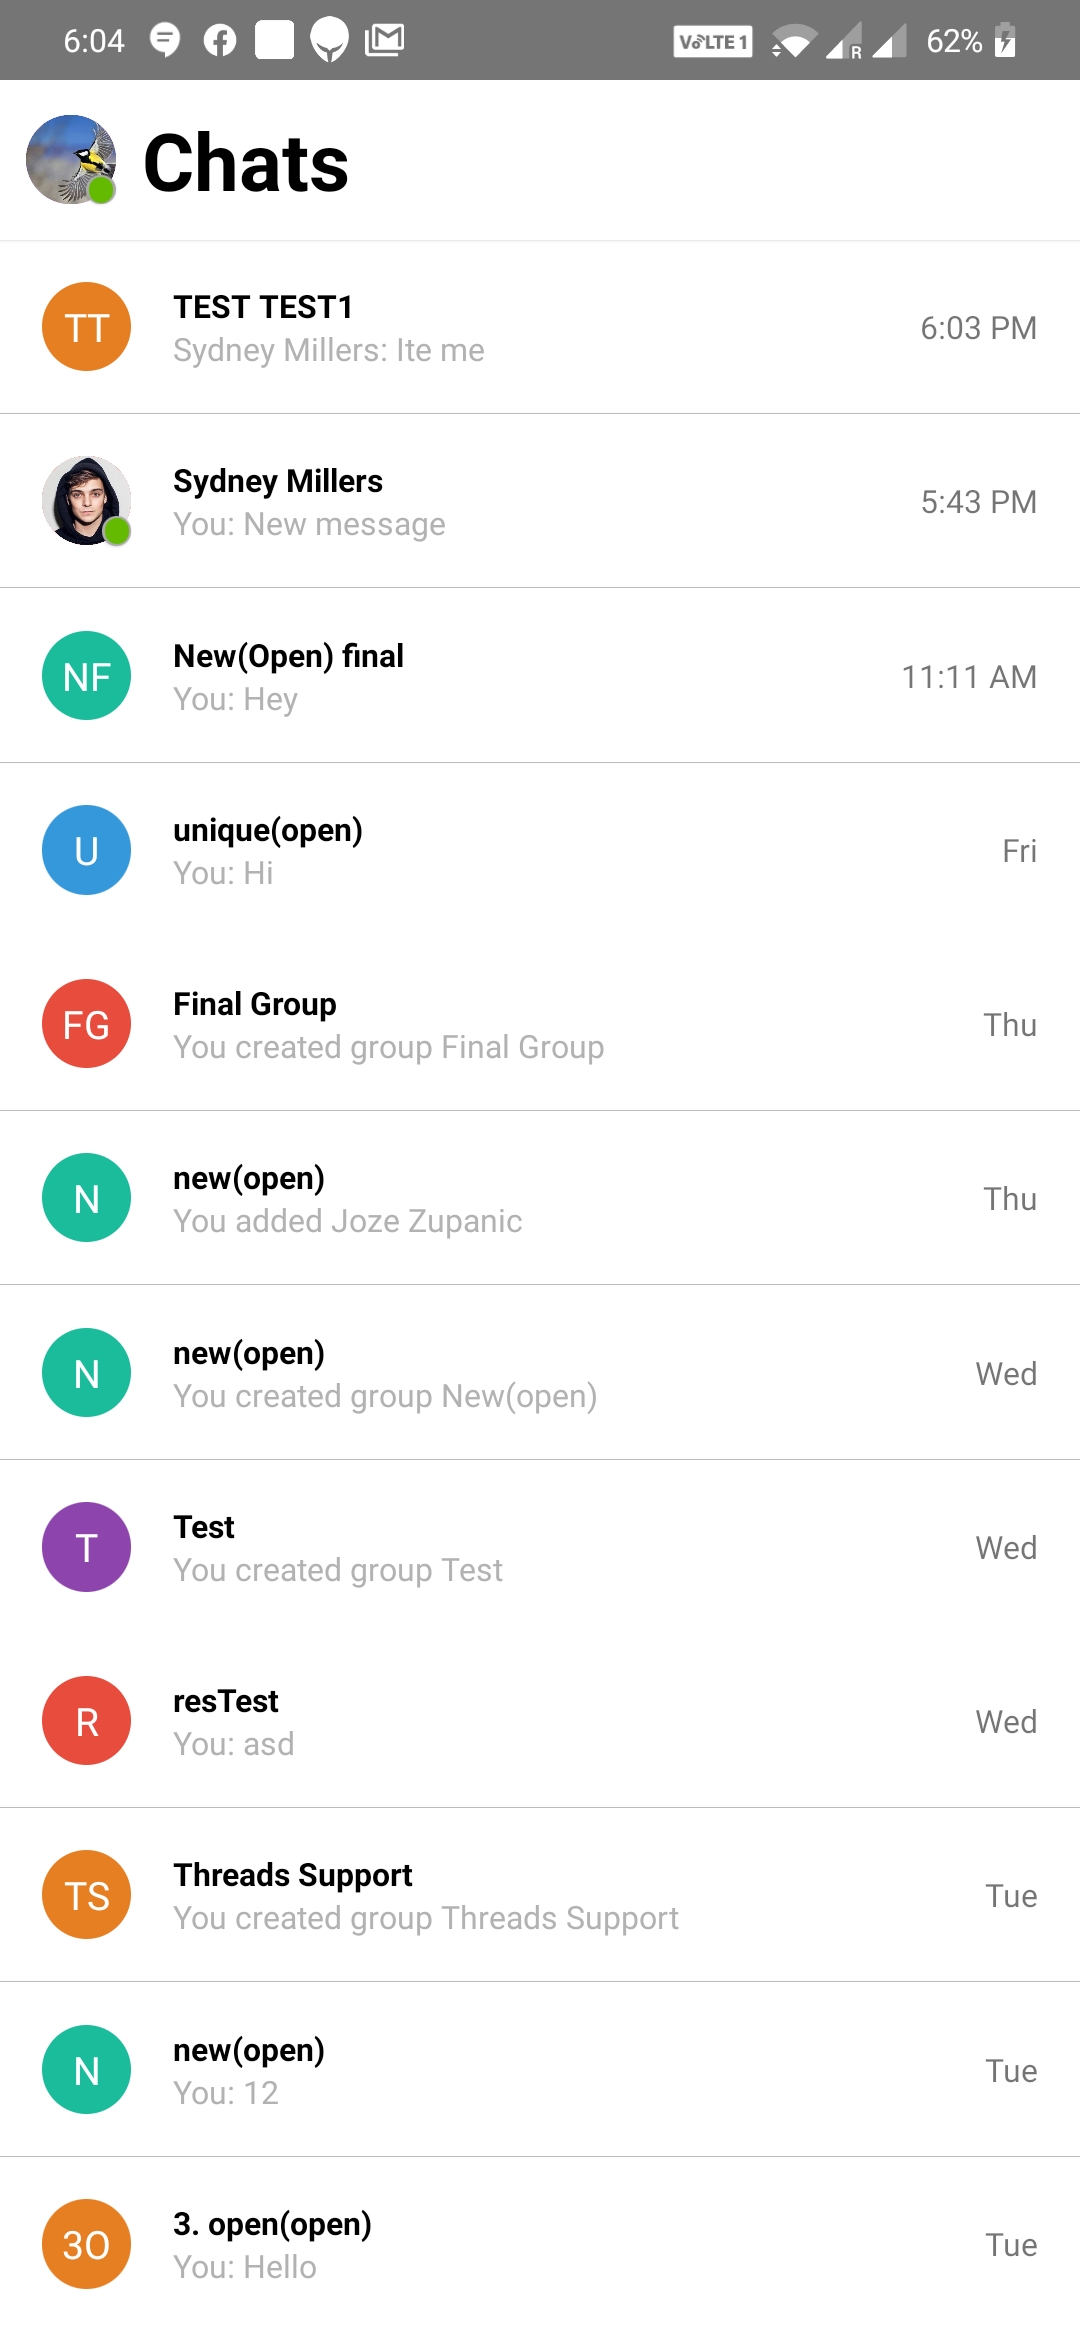 6:04 VoLTE 1 R 62%
Chats
TT TEST TEST1 6:03 PM
Sydney Millers: Ite me
Sydney Millers 5:43 PM
You: New message
NF New(Open) final 11:11 AM
You: Hey
U unique(open) Fri
You: Hi
FG Final Group Thu
You created group Final Group
N new(open) Thu
You added Joze Zupanic
N new(open) Wed
You created group New(open)
T Test Wed
You created group Test
R resTest Wed
You: asd
TS Threads Support Tue
You created group Threads Support
N new(open) Tue
You: 12
3O 3. open(open) Tue
You: Hello